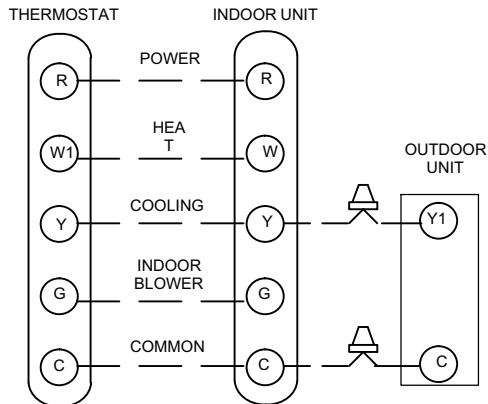 THERMOSTAT
INDOOR UNIT
POWER
R
R
HEA
T
W1
W
OUTDOOR
UNIT
COOLING
Y
Y
Y1
INDOOR
BLOWER
G
G
COMMON
C
C
C